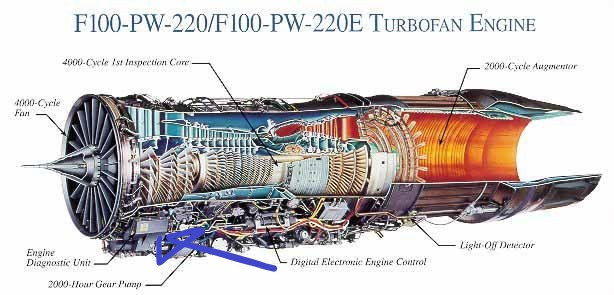 F100-PW-220/F100-PW-220E TURBOFAN ENGINE
4000-Cycle 1st Inspection Core
2000-Cycle Augmentor
4000-Cycle
Fan
Engine
Diagnostic Unit
2000-Hour Gear Pump
Digital Electronic Engine Control
Light-Off Detector